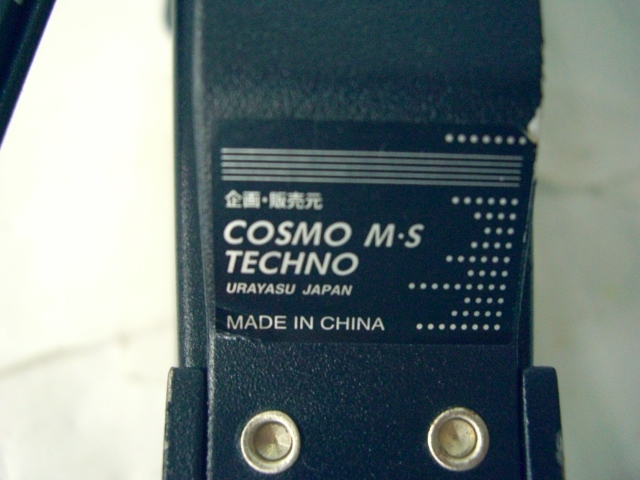 企画・販売元
COSMO M·S
TECHNO
URAYASU JAPAN
MADE IN CHINA